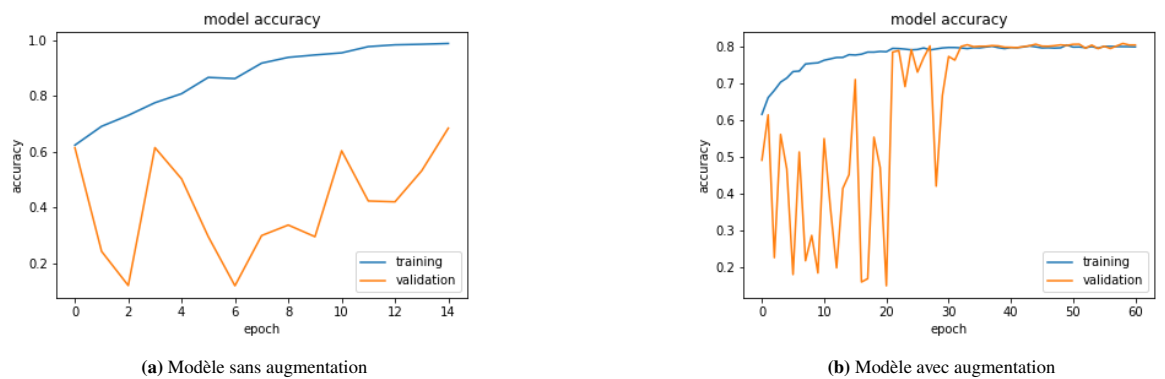 model accuracy
1.0
0.8
0.6
0.4
0.2
accuracy
training
validation
0 2 4 6 8 10 12 14
epoch
(a) Modèle sans augmentation
model accuracy
0.8
0.7
0.6
0.5
0.4
0.3
0.2
accuracy
training
validation
0 10 20 30 40 50 60
epoch
(b) Modèle avec augmentation